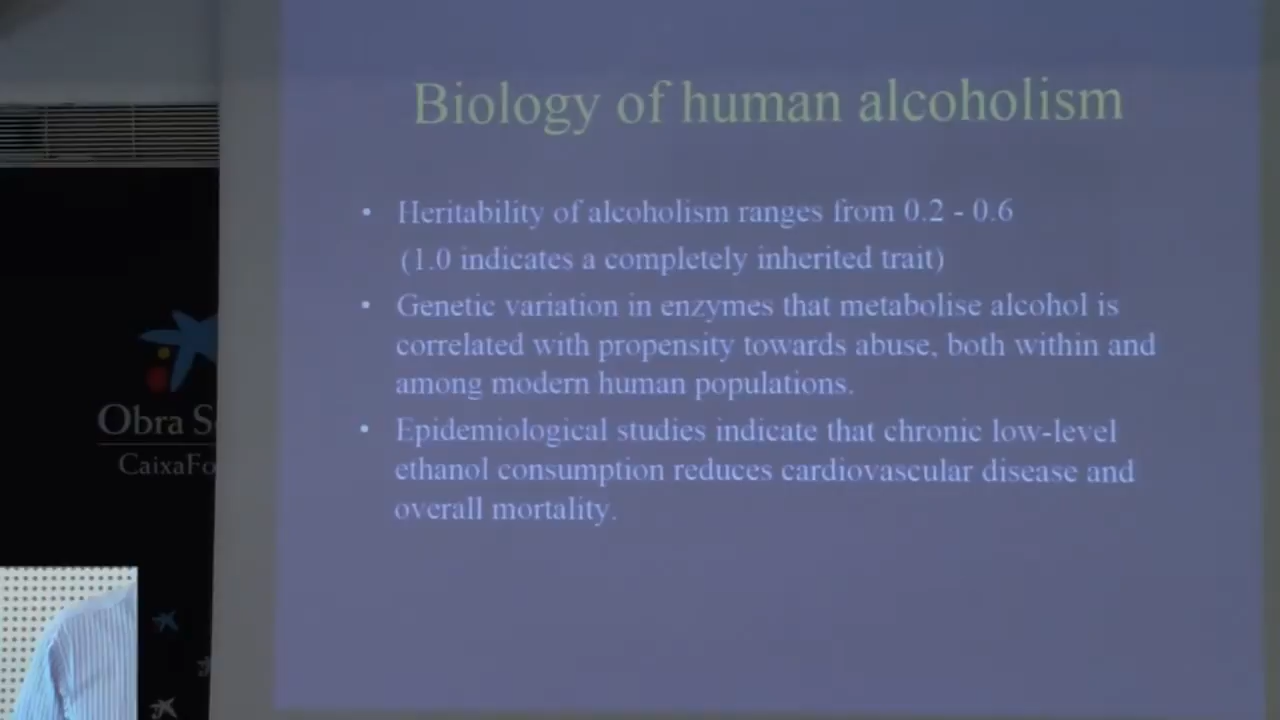 Biology of human alcoholism
• Heritability of alcoholism ranges from 0.2 - 0.6
(1.0 indicates a completely inherited trait)
• Genetic variation in enzymes that metabolise alcohol is
correlated with propensity towards abuse, both within and
among modern human populations.
• Epidemiological studies indicate that chronic low-level
ethanol consumption reduces cardiovascular disease and
overall mortality.
Obra S
CaixaFo